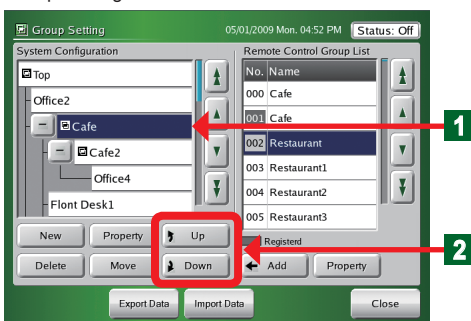 Group Setting
05/01/2009 Mon. 04:52 PM
Status: Off
System Configuration
Top
Office2
Cafe
Cafe2
Office4
Flont Desk1
New
Property
Up
Delete
Move
Down
Remote Control Group List
No. Name
000 Cafe
001 Cafe
002 Restaurant
003 Restaurant1
004 Restaurant2
005 Restaurant3
Registerd
Add
Property
Export Data
Import Data
Close
1
2